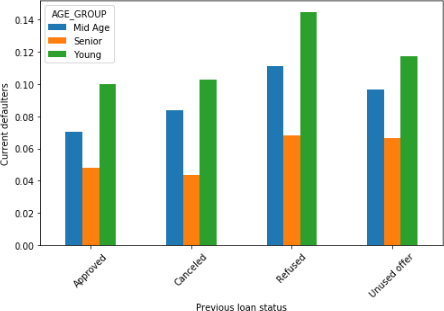 AGE_GROUP
Mid Age
Senior
Young
Current defaulters
0.14
0.12
0.10
0.08
0.06
0.04
0.02
0.00
Approved
Canceled
Refused
Unused offer
Previous loan status